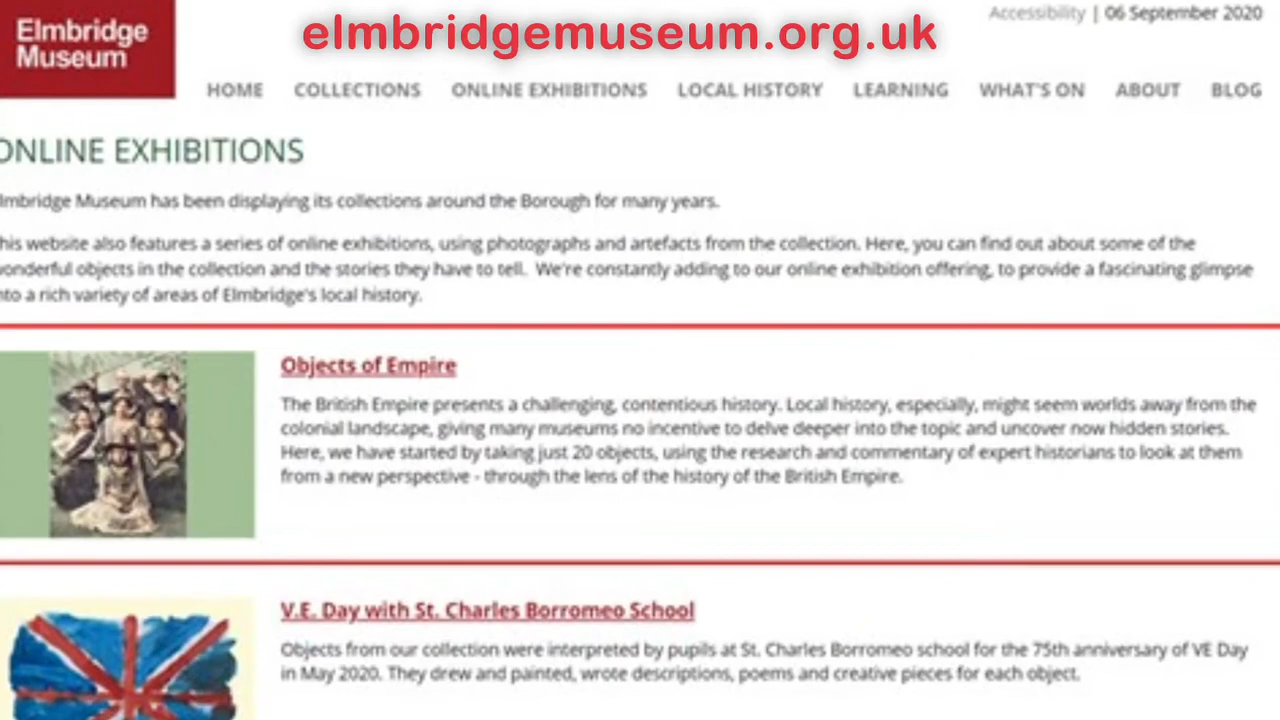 Elmbridge
Museum
elmbridgemuseum.org.uk
Accessibility | 06 September 2020
HOME COLLECTIONS ONLINE EXHIBITIONS LOCAL HISTORY LEARNING WHAT'S ON ABOUT BLOG
ONLINE EXHIBITIONS
lmbridge Museum has been displaying its collections around the Borough for many years.
his website also features a series of online exhibitions, using photographs and artefacts from the collection. Here, you can find out about some of the
wonderful objects in the collection and the stories they have to tell. We're constantly adding to our online exhibition offering, to provide a fascinating glimpse
nto a rich variety of areas of Elmbridge's local history.
Objects of Empire
The British Empire presents a challenging, contentious history. Local history, especially, might seem worlds away from the
colonial landscape, giving many museums no incentive to delve deeper into the topic and uncover now hidden stories.
Here, we have started by taking just 20 objects, using the research and commentary of expert historians to look at them
from a new perspective - through the lens of the history of the British Empire.
V.E. Day with St. Charles Borromeo School
Objects from our collection were interpreted by pupils at St. Charles Borromeo school for the 75th anniversary of VE Day
in May 2020. They drew and painted, wrote descriptions, poems and creative pieces for each object.